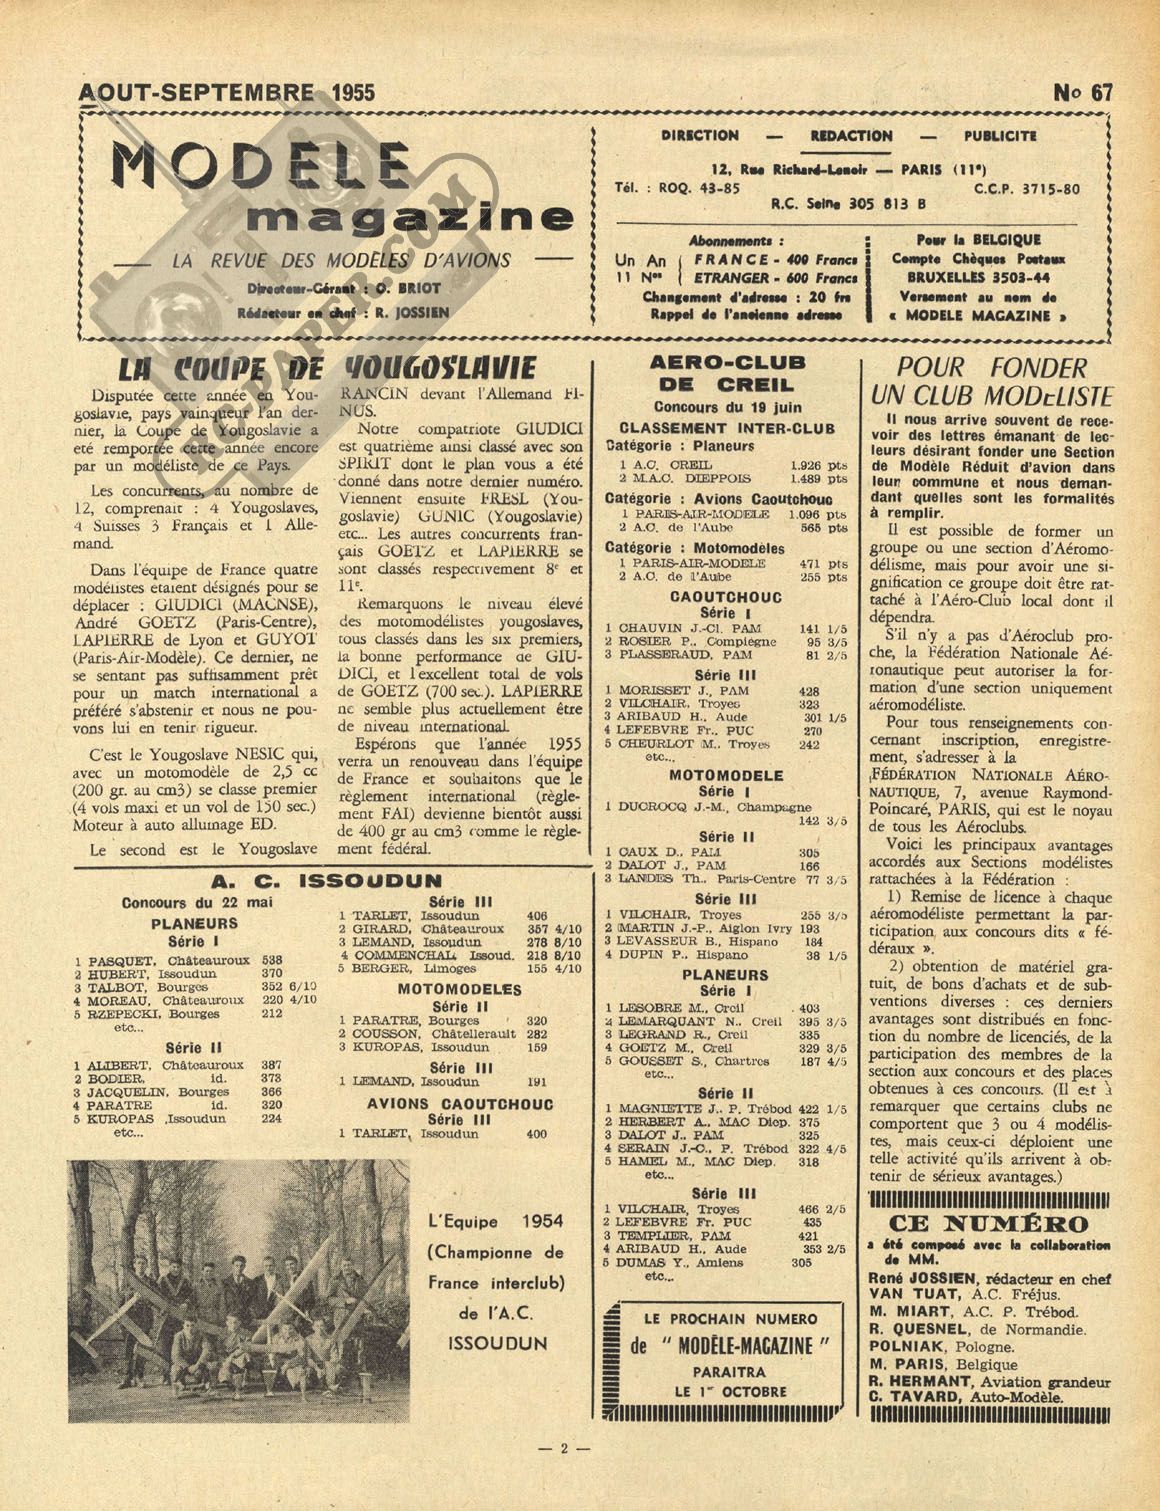 AOUT-SEPTEMBRE 1955
No 67
MODELE
magazine
LA REVUE DES MODÈLES D'AVIONS
Directeur-Gérant : O. BRIOT
Rédacteur en chef : R. JOSSIEN
DIRECTION — REDACTION — PUBLICITE
12, Rue Richard-Lenoir — PARIS (11e)
Tél. : ROQ. 43-85 C.C.P. 3715-80
R.C. Seine 305 813 B
Abonnements :
Un An FRANCE - 400 Francs
11 Nos ETRANGER - 600 Francs
Changement d'adresse : 20 frs
Rappel de l'ancienne adresse
Pour la BELGIQUE
Compte Chèques Postaux
BRUXELLES 3503-44
Versement au nom de
« MODELE MAGAZINE »
RC-PAPER.COM
LA COUPE DE YOUGOSLAVIE
Disputée cette année en You-
goslavie, pays vainqueur l'an der-
nier, la Coupe de Yougoslavie a
eté remportée cette année encore
par un modéliste de ce Pays.
Les concurrents, au nombre de
12, comprenait : 4 Yougoslaves,
4 Suisses 3 Français et 1 Alle-
mand.
Dans l'équipe de France quatre
modélistes etaient désignés pour se
déplacer : GIUDICI (MACNSE),
André GOETZ (Paris-Centre),
LAPIERRE de Lyon et GUYOT
(Paris-Air-Modèle). Ce dernier, ne
se sentant pas suffisamment prêt
pour un match international a
préféré s'abstenir et nous ne pou-
vons lui en tenir rigueur.
C'est le Yougoslave NESIC qui,
avec un motomodèle de 2,5 cc
(200 gr. au cm3) se classe premier
(4 vols maxi et un vol de 150 sec.)
Moteur à auto allumage ED.
Le second est le Yougoslave
RANCIN devant l'Allemand FI-
NUS.
Notre compatriote GIUDICI
est quatrième ainsi classé avec son
SPIRIT dont le plan vous a été
donné dans notre dernier numéro.
Viennent ensuite FRESL (You-
goslavie) GUNIC (Yougoslavie)
etc... Les autres concurrents fran-
çais GOETZ et LAPIERRE se
sont classés respectivement 8e et
11e.
Remarquons le niveau élevé
des motomodélistes yougoslaves,
tous classés dans les six premiers,
la bonne performance de GIU-
DICI, et l'excellent total de vols
de GOETZ (700 sec.). LAPIERRE
ne semble plus actuellement être
de niveau international.
Espérons que l'année 1955
verra un renouveau dans l'équipe
de France et souhaitons que le
règlement international (règle-
ment FAI) devienne bientôt aussi
de 400 gr au cm3 comme le règle-
ment fédéral.
A. C. ISSOUDUN
Concours du 22 mai
PLANEURS
Série I
1 PASQUET, Châteauroux 538
2 HUBERT, Issoudun 370
3 TALBOT, Bourges 352 6/10
4 MOREAU, Châteauroux 220 4/10
5 RZEPECKI, Bourges 212
etc...
Série II
1 ALIBERT, Châteauroux 387
2 BODIER, id. 378
3 JACQUELIN, Bourges 366
4 PARATRE id. 320
5 KUROPAS ,Issoudun 224
etc...
Série III
1 TARLET, Issoudun 406
2 GIRARD, Châteauroux 357 4/10
3 LEMAND, Issoudun 278 8/10
4 COMMENCHAL Issoud. 218 8/10
5 BERGER, Limoges 155 4/10
MOTOMODELES
Série II
1 PARATRE, Bourges 320
2 COUSSON, Châtellerault 282
3 KUROPAS, Issoudun 159
Série III
1 LEMAND, Issoudun 191
AVIONS CAOUTCHOUC
Série III
1 TARLET, Issoudun 400
L'Equipe 1954
(Championne de
France interclub)
de l'A.C.
ISSOUDUN
AERO-CLUB
DE CREIL
Concours du 19 juin
CLASSEMENT INTER-CLUB
Catégorie : Planeurs
1 A.C. CREIL 1.926 pts
2 M.A.C. DIEPPOIS 1.489 pts
Catégorie : Avions Caoutchouc
1 PARIS-AIR-MODELE 1.096 pts
2 A.C. de l'Aube 565 pts
Catégorie : Motomodèles
1 PARIS-AIR-MODELE 471 pts
2 A.C. de l'Aube 255 pts
CAOUTCHOUC
Série I
1 CHAUVIN J.-Cl. PAM 141 1/5
2 ROSIER P., Compiègne 95 3/5
3 PLASSERAUD, PAM 81 2/5
Série III
1 MORISSET J., PAM 428
2 VILCHAIR, Troyes 323
3 ARIBAUD H., Aude 301 1/5
4 LEFEBVRE Fr., PUC 270
5 CHEURLOT M., Troyes 242
etc...
MOTOMODELE
Série I
1 DUCROCQ J.-M., Champagne
142 3/5
Série II
1 CAUX D., PAM 305
2 DALOT J., PAM 166
3 LANDES Th., Paris-Centre 77 3/5
Série III
1 VILCHAIR, Troyes 255 3/5
2 MARTIN J.-P., Aiglon Ivry 193
3 LEVASSEUR B., Hispano 184
4 DUPIN P., Hispano 38 1/5
PLANEURS
Série I
1 LESOBRE M., Creil 403
2 LEMARQUANT N.. Creil 395 3/5
3 LEGRAND R., Creil 335
4 GOETZ M., Creil 329 3/5
5 GOUSSET S., Chartres 187 4/5
etc...
Série II
1 MAGNIETTE J.. P. Trébod 422 1/5
2 HERBERT A., MAC Diep. 375
3 DALOT J.. PAM 325
4 SERAIN J.-C., P. Trébod 322 4/5
5 HAMEL M., MAC Diep. 318
etc...
Série III
1 VILCHAIR, Troyes 466 2/5
2 LEFEBVRE Fr. PUC 435
3 TEMPLIER, PAM 421
4 ARIBAUD H., Aude 353 2/5
5 DUMAS Y., Amiens 305
etc...
LE PROCHAIN NUMERO
de " MODÈLE-MAGAZINE "
PARAITRA
LE 1er OCTOBRE
POUR FONDER
UN CLUB MODÉLISTE
Il nous arrive souvent de rece-
voir des lettres émanant de lec-
leurs désirant fonder une Section
de Modèle Réduit d'avion dans
leur commune et nous deman-
dant quelles sont les formalités
à remplir.
Il est possible de former un
groupe ou une section d'Aéromo-
délisme, mais pour avoir une si-
gnification ce groupe doit être rat-
taché à l'Aéro-Club local dont il
dépendra.
S'il n'y a pas d'Aéroclub pro-
che, la Fédération Nationale Aé-
ronautique peut autoriser la for-
mation d'une section uniquement
aéromodéliste.
Pour tous renseignements con-
cernant inscription, enregistre-
ment, s'adresser à la
FÉDÉRATION NATIONALE AÉRO-
NAUTIQUE, 7, avenue Raymond-
Poincaré, PARIS, qui est le noyau
de tous les Aéroclubs.
Voici les principaux avantages
accordés aux Sections modélistes
rattachées à la Fédération :
1) Remise de licence à chaque
aéromodéliste permettant la par-
ticipation aux concours dits « fé-
déraux ».
2) obtention de matériel gra-
tuit, de bons d'achats et de sub-
ventions diverses : ces derniers
avantages sont distribués en fonc-
tion du nombre de licenciés, de la
participation des membres de la
section aux concours et des places
obtenues à ces concours. (Il est à
remarquer que certains clubs ne
comportent que 3 ou 4 modélis-
tes, mais ceux-ci déploient une
telle activité qu'ils arrivent à ob-
tenir de sérieux avantages.)
CE NUMÉRO
a été composé avec la collaboration
de MM.
René JOSSIEN, rédacteur en chef
VAN TUAT, A.C. Fréjus.
M. MIART, A.C. P. Trébod.
R. QUESNEL, de Normandie.
POLNIAK, Pologne.
M. PARIS, Belgique
R. HERMANT, Aviation grandeur
C. TAVARD, Auto-Modèle.
— 2 —